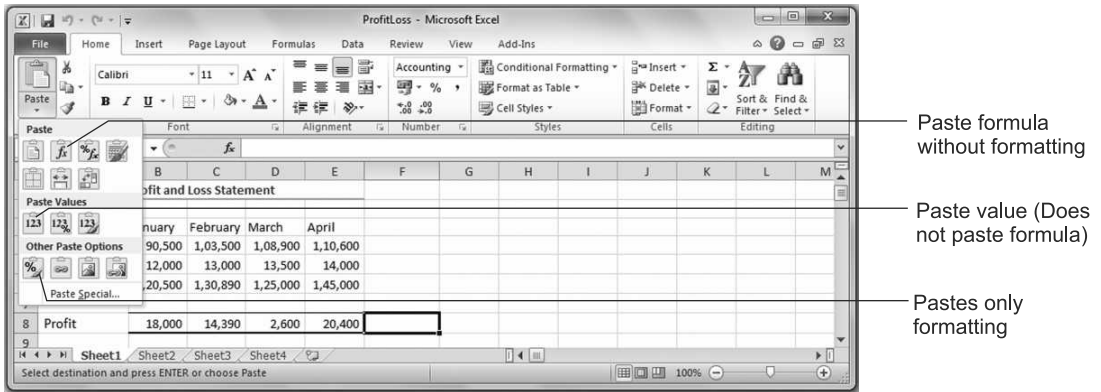 ProfitLoss - Microsoft Excel
File Home Insert Page Layout Formulas Data Review View Add-Ins
Paste
Calibri 11
B I U A
Accounting
% ,
Conditional Formatting
Format as Table
Cell Styles
Insert
Delete
Format
Σ
Sort & Filter
Find & Select
Font Alignment Number Styles Cells Editing
Paste
fx %fx
fx
B C D E F G H I J K L M
ofit and Loss Statement
Paste Values
123 123 123
nuary February March April
Other Paste Options
90,500 1,03,500 1,08,900 1,10,600
12,000 13,000 13,500 14,000
,20,500 1,30,890 1,25,000 1,45,000
Paste Special...
8 Profit 18,000 14,390 2,600 20,400
9
Sheet1 Sheet2 Sheet3 Sheet4
Select destination and press ENTER or choose Paste 100%
Paste formula
without formatting
Paste value (Does
not paste formula)
Pastes only
formatting